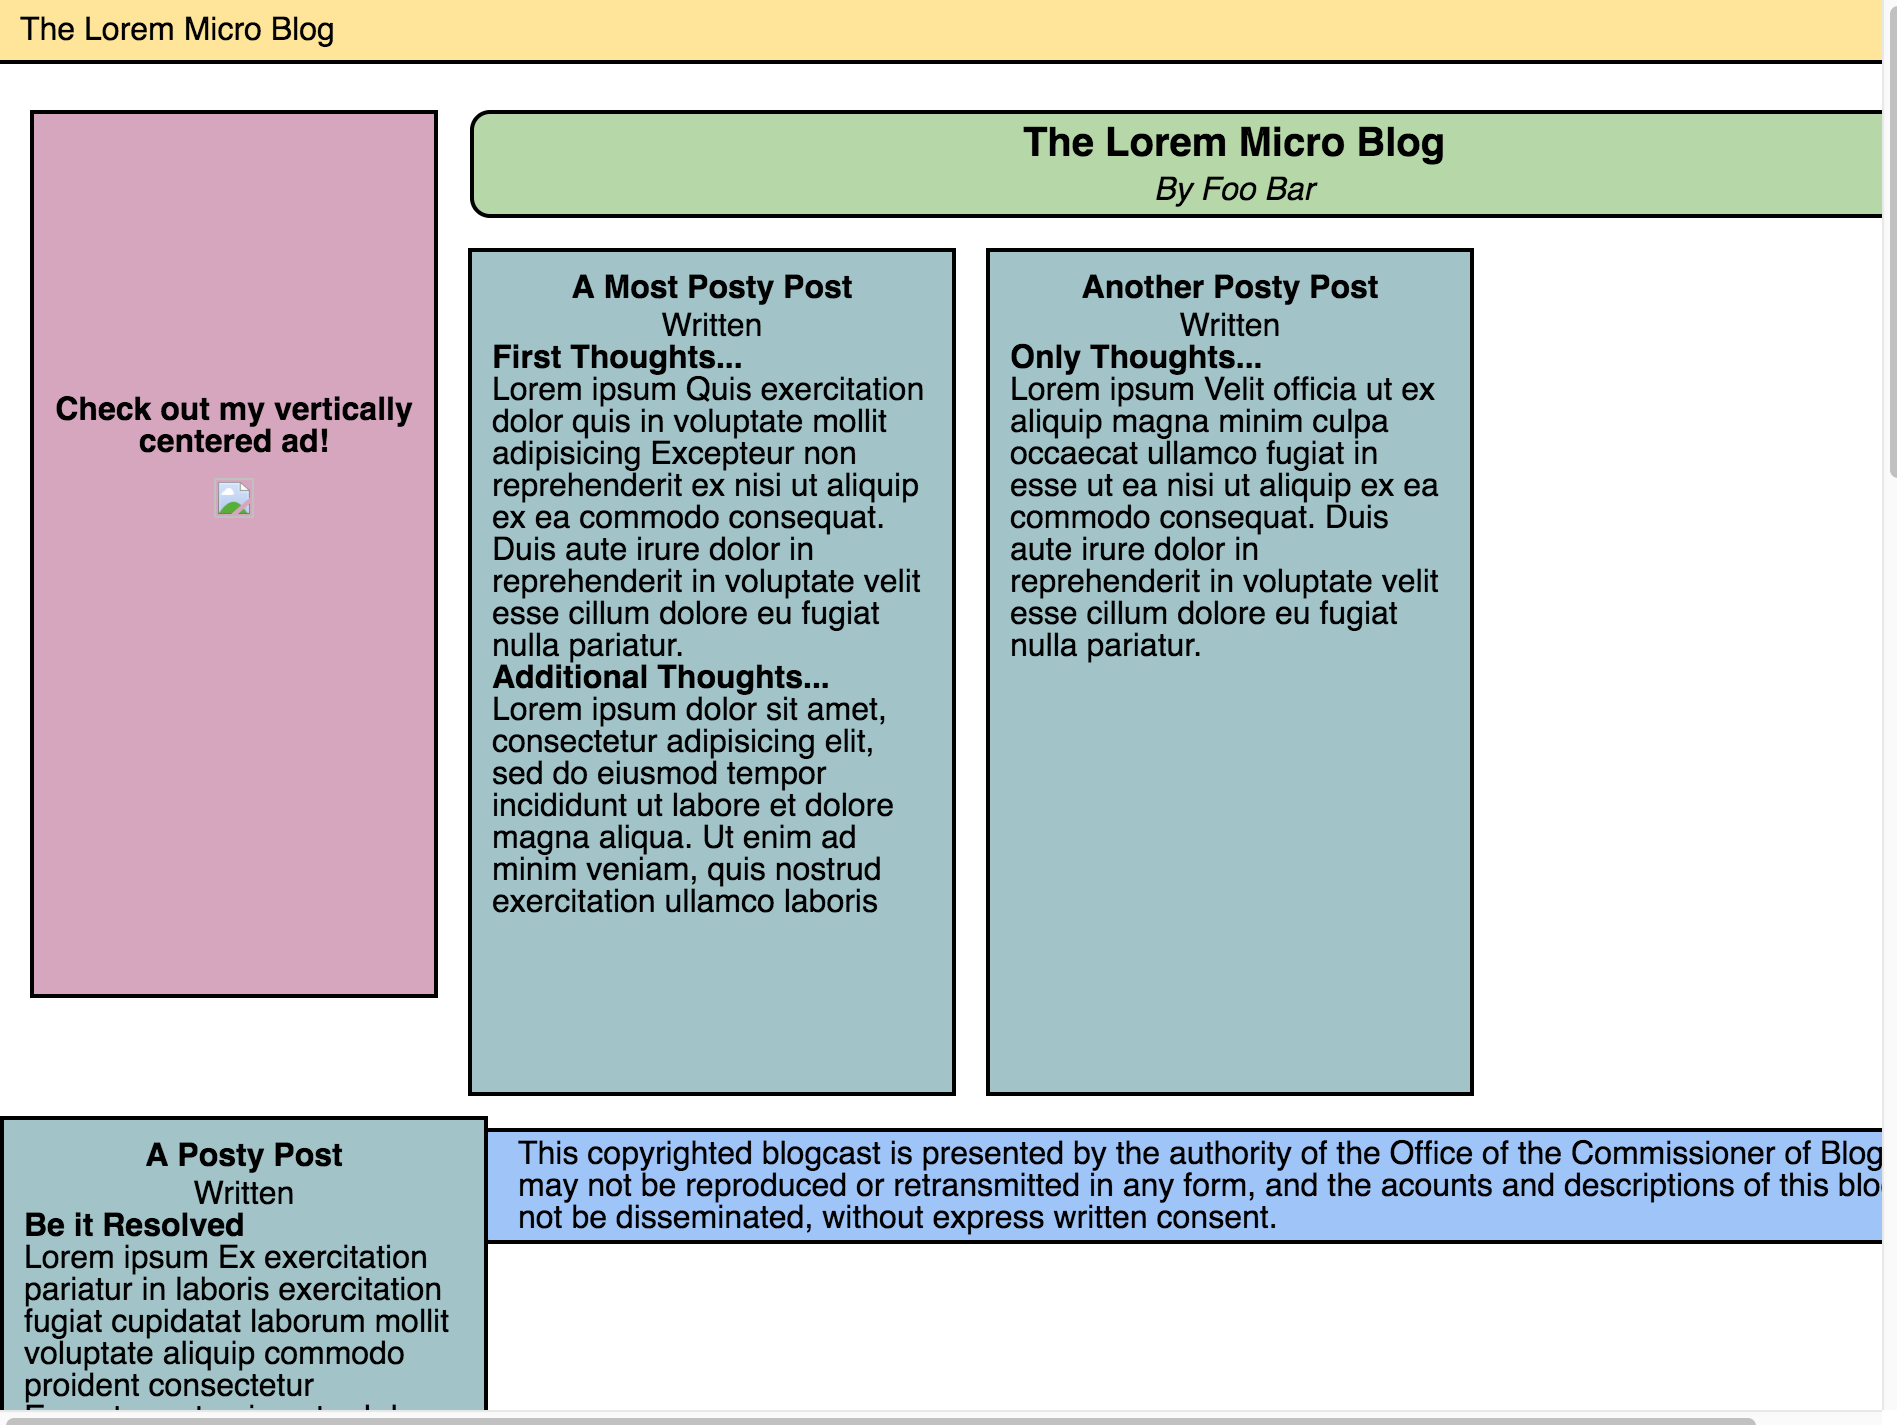 The Lorem Micro Blog
Check out my vertically
centered ad!
The Lorem Micro Blog
By Foo Bar
A Most Posty Post
Written
First Thoughts...
Lorem ipsum Quis exercitation
dolor quis in voluptate mollit
adipisicing Excepteur non
reprehenderit ex nisi ut aliquip
ex ea commodo consequat.
Duis aute irure dolor in
reprehenderit in voluptate velit
esse cillum dolore eu fugiat
nulla pariatur.
Additional Thoughts...
Lorem ipsum dolor sit amet,
consectetur adipisicing elit,
sed do eiusmod tempor
incididunt ut labore et dolore
magna aliqua. Ut enim ad
minim veniam, quis nostrud
exercitation ullamco laboris
Another Posty Post
Written
Only Thoughts...
Lorem ipsum Velit officia ut ex
aliquip magna minim culpa
occaecat ullamco fugiat in
esse ut ea nisi ut aliquip ex ea
commodo consequat. Duis
aute irure dolor in
reprehenderit in voluptate velit
esse cillum dolore eu fugiat
nulla pariatur.
A Posty Post
Written
Be it Resolved
Lorem ipsum Ex exercitation
pariatur in laboris exercitation
fugiat cupidatat laborum mollit
voluptate aliquip commodo
proident consectetur
This copyrighted blogcast is presented by the authority of the Office of the Commissioner of Blog
may not be reproduced or retransmitted in any form, and the acounts and descriptions of this blo
not be disseminated, without express written consent.